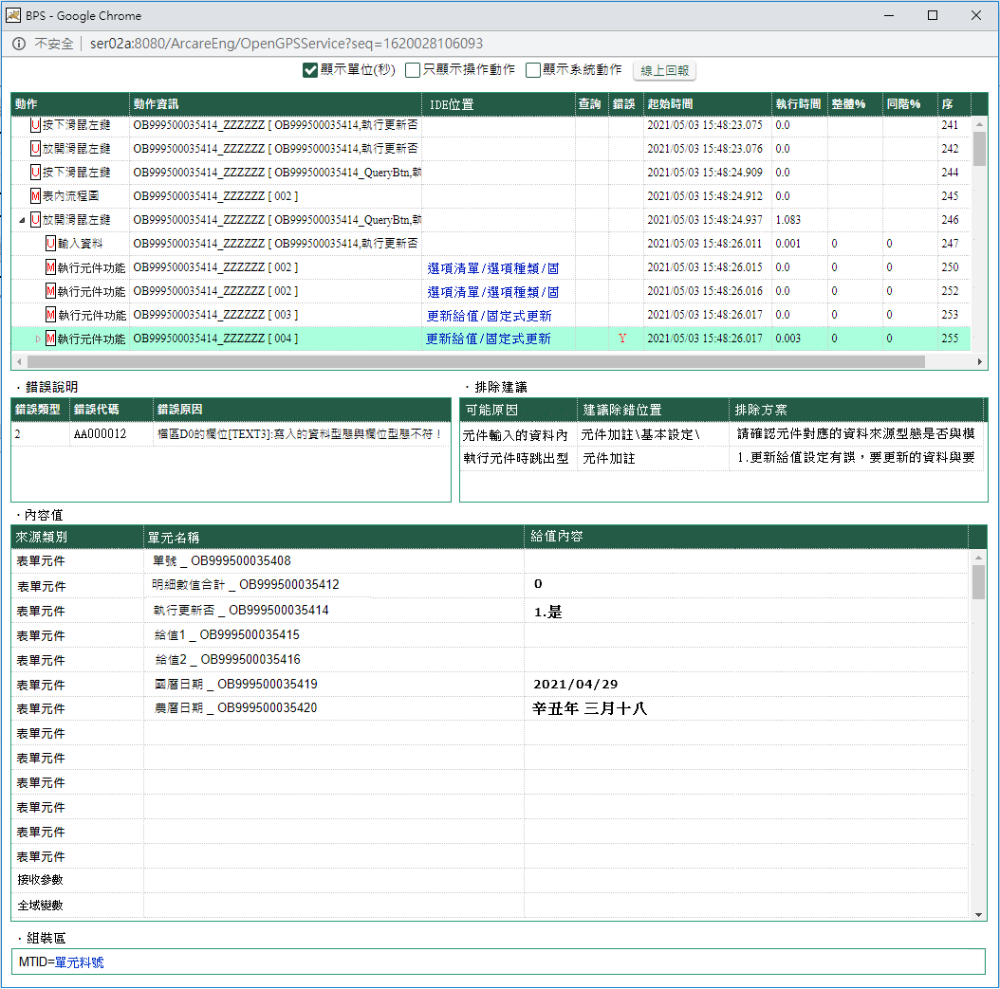 BPS - Google Chrome
不安全 ser02a:8080/ArcareEng/OpenGPSService?seq=1620028106093
顯示單位(秒) 只顯示操作動作 顯示系統動作 線上回報
動作 動作資訊 IDE位置 查詢 錯誤 起始時間 執行時間 整體% 同階% 序
U 按下滑鼠左鍵 OB999500035414_ZZZZZZ [ OB999500035414,執行更新否 2021/05/03 15:48:23.075 0.0 241
U 放開滑鼠左鍵 OB999500035414_ZZZZZZ [ OB999500035414,執行更新否 2021/05/03 15:48:23.076 0.0 242
U 按下滑鼠左鍵 OB999500035414_ZZZZZZ [ OB999500035414_QueryBtn,執 2021/05/03 15:48:24.909 0.0 244
M 表內流程圖 OB999500035414_ZZZZZZ [ 002 ] 2021/05/03 15:48:24.912 0.0 245
U 放開滑鼠左鍵 OB999500035414_ZZZZZZ [ OB999500035414_QueryBtn,執 2021/05/03 15:48:24.937 1.083 246
U 輸入資料 OB999500035414_ZZZZZZ [ OB999500035414,執行更新否 2021/05/03 15:48:26.011 0.001 0 0 247
M 執行元件功能 OB999500035414_ZZZZZZ [ 002 ] 選項清單/選項種類/固 2021/05/03 15:48:26.015 0.0 0 0 250
M 執行元件功能 OB999500035414_ZZZZZZ [ 002 ] 選項清單/選項種類/固 2021/05/03 15:48:26.016 0.0 0 0 252
M 執行元件功能 OB999500035414_ZZZZZZ [ 003 ] 更新給值/固定式更新 2021/05/03 15:48:26.017 0.0 0 0 253
M 執行元件功能 OB999500035414_ZZZZZZ [ 004 ] 更新給值/固定式更新 Y 2021/05/03 15:48:26.017 0.003 0 0 255
．錯誤說明
錯誤類型 錯誤代碼 錯誤原因
2 AA000012 檔區D0的欄位[TEXT3]:寫入的資料型態與欄位型態不符！
．排除建議
可能原因 建議除錯位置 排除方案
元件輸入的資料內 元件加註\基本設定\ 請確認元件對應的資料來源型態是否與模
執行元件時跳出型 元件加註 1.更新給值設定有誤，要更新的資料與要
．內容值
來源類別 單元名稱 給值內容
表單元件 單號 _ OB999500035408
表單元件 明細數值合計 _ OB999500035412 0
表單元件 執行更新否 _ OB999500035414 1.是
表單元件 給值1 _ OB999500035415
表單元件 給值2 _ OB999500035416
表單元件 國曆日期 _ OB999500035419 2021/04/29
表單元件 農曆日期 _ OB999500035420 辛丑年 三月十八
表單元件
表單元件
表單元件
表單元件
表單元件
表單元件
接收參數
全域變數
．組裝區
MTID=單元料號